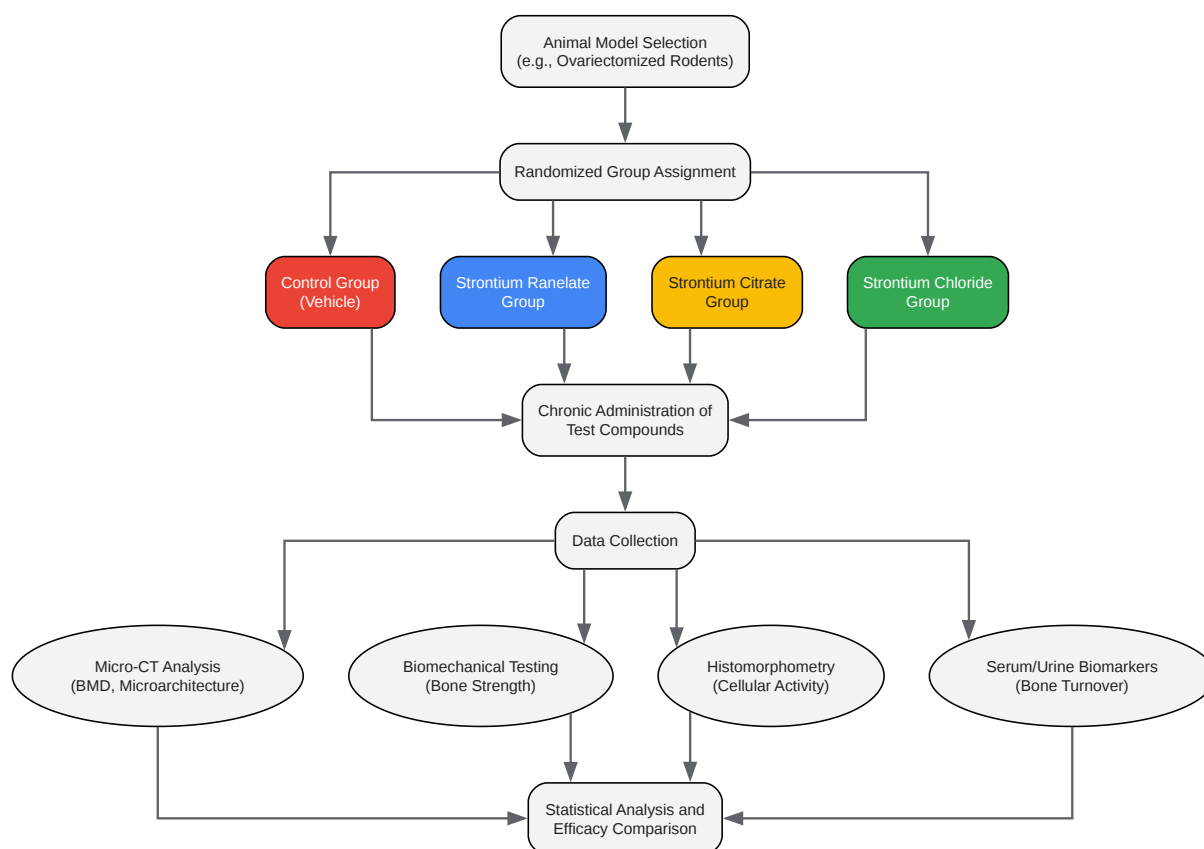 Animal Model Selection
(e.g., Ovariectomized Rodents)
Randomized Group Assignment
Control Group
(Vehicle)
Strontium Ranelate
Group
Strontium Citrate
Group
Strontium Chloride
Group
Chronic Administration of
Test Compounds
Data Collection
Micro-CT Analysis
(BMD, Microarchitecture)
Biomechanical Testing
(Bone Strength)
Histomorphometry
(Cellular Activity)
Serum/Urine Biomarkers
(Bone Turnover)
Statistical Analysis and
Efficacy Comparison